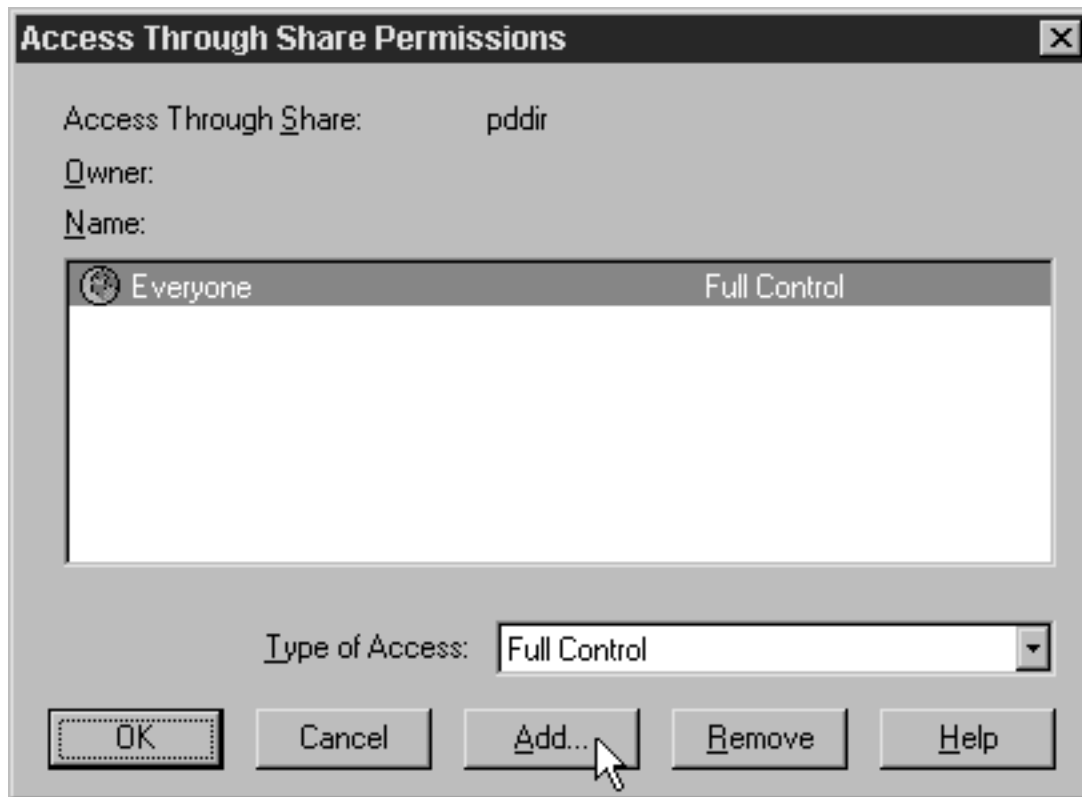 Access Through Share Permissions
Access Through Share: pddir
Owner:
Name:
Everyone Full Control
Type of Access: Full Control
OK Cancel Add... Remove Help